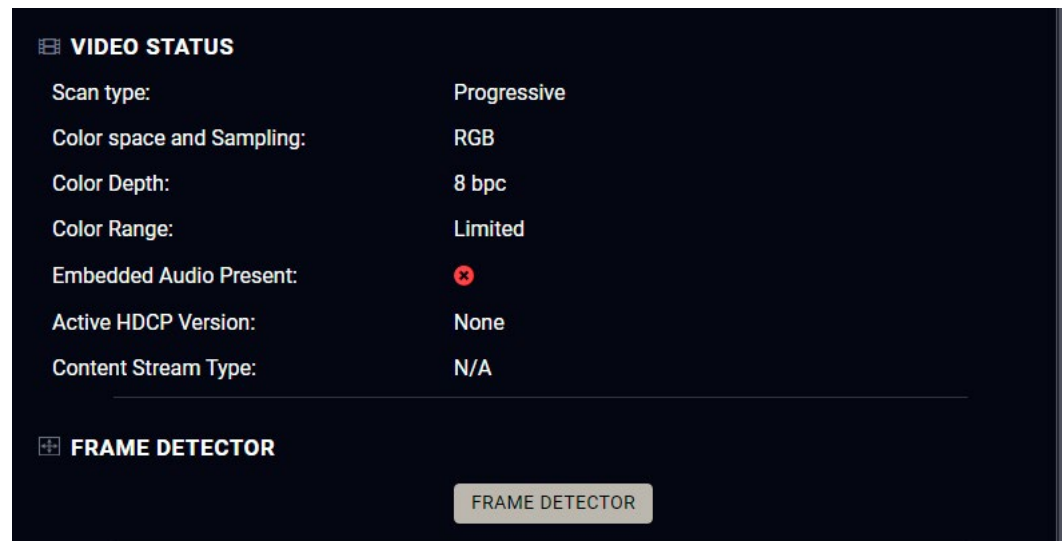 VIDEO STATUS
Scan type: Progressive
Color space and Sampling: RGB
Color Depth: 8 bpc
Color Range: Limited
Embedded Audio Present:
Active HDCP Version: None
Content Stream Type: N/A
FRAME DETECTOR
FRAME DETECTOR